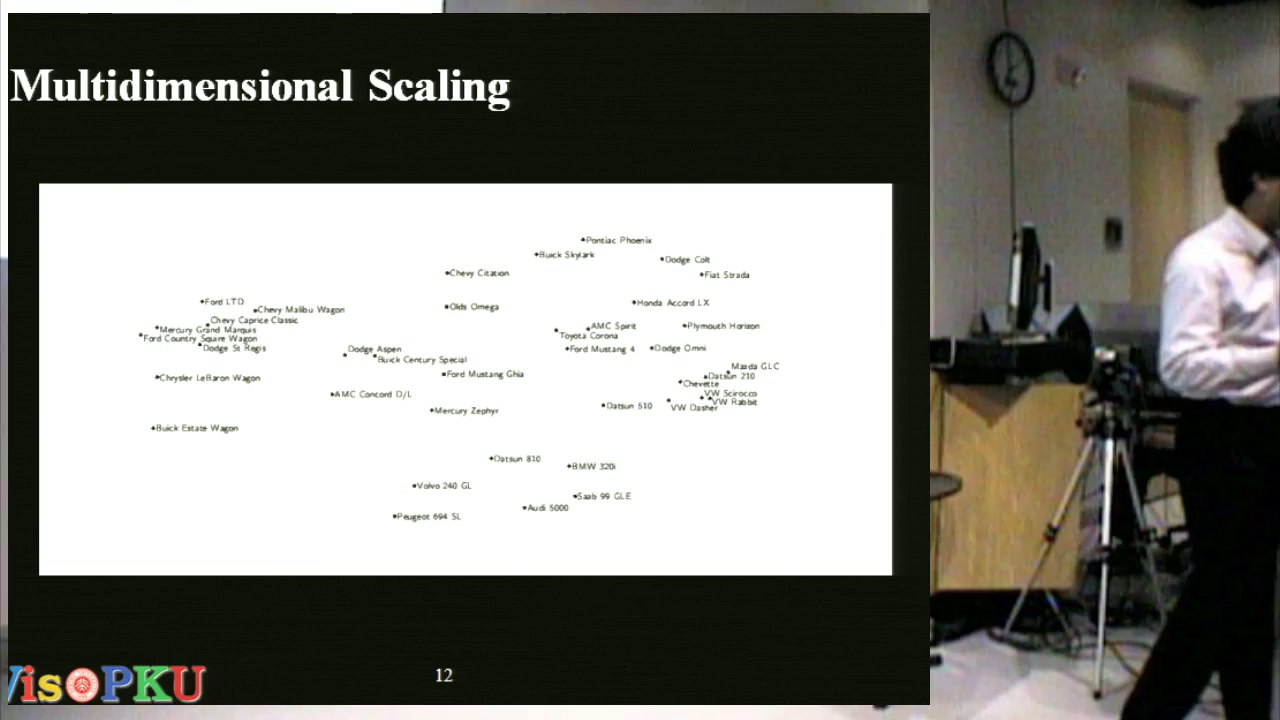 Multidimensional Scaling
Pontiac Phoenix
Buick Skylark
Dodge Colt
Chevy Citation
Fiat Strada
Ford LTD
Chevy Malibu Wagon
Olds Omega
Honda Accord LX
Chevy Caprice Classic
Mercury Grand Marquis
AMC Spirit
Plymouth Horizon
Ford Country Squire Wagon
Toyota Corona
Dodge St Regis
Dodge Aspen
Ford Mustang 4
Dodge Omni
Buick Century Special
Mazda GLC
Chrysler LeBaron Wagon
Ford Mustang Ghia
Datsun 210
Chevette
AMC Concord D/L
VW Scirocco
VW Rabbit
Mercury Zephyr
Datsun 510
VW Dasher
Buick Estate Wagon
Datsun 810
BMW 320i
Volvo 240 GL
Saab 99 GLE
Audi 5000
Peugeot 694 SL
VisPKU
12